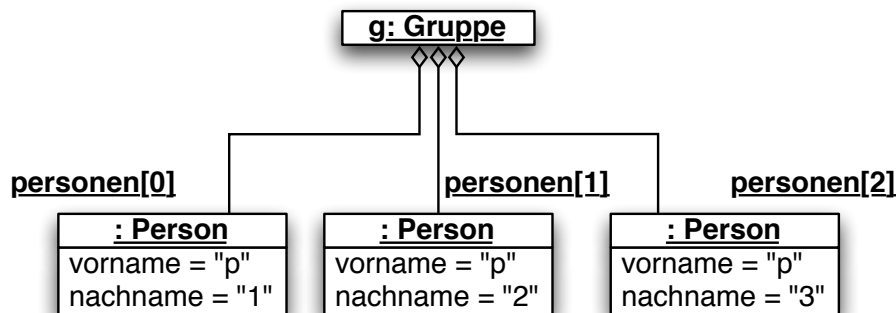 g: Gruppe
personen[0]
personen[1]
personen[2]
: Person
vorname = "p"
nachname = "1"
: Person
vorname = "p"
nachname = "2"
: Person
vorname = "p"
nachname = "3"